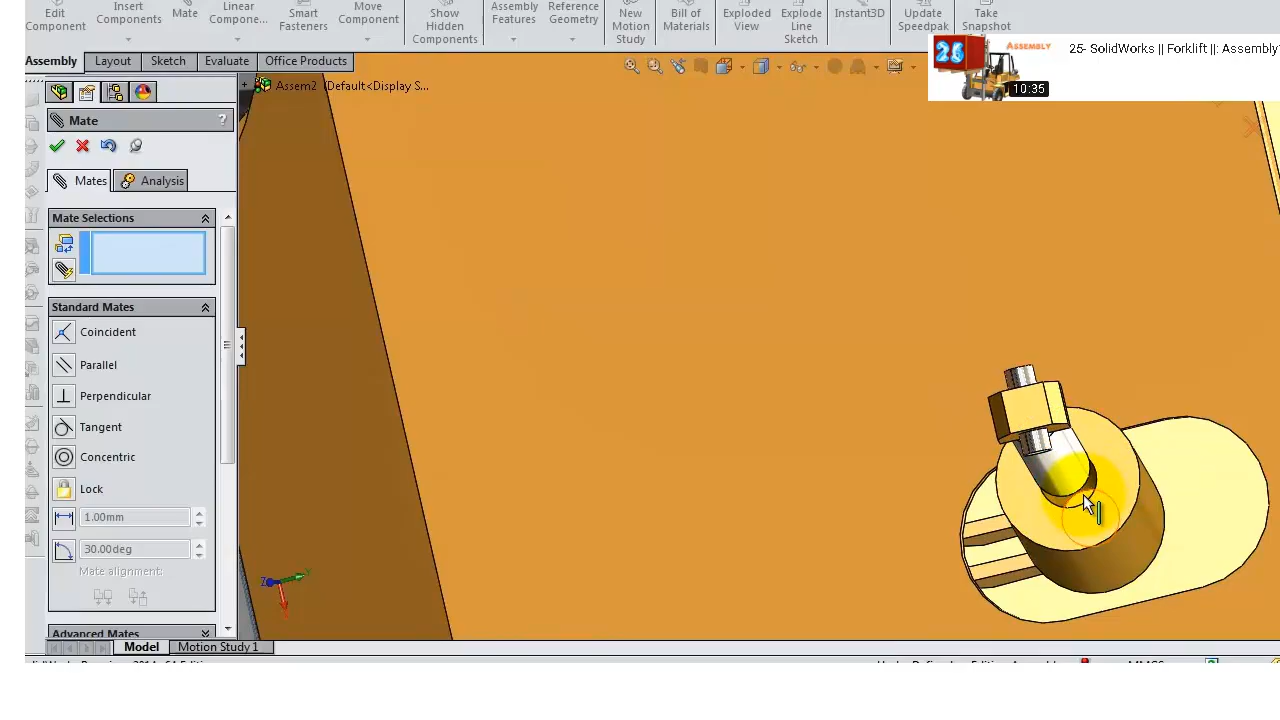 Edit Component
Insert Components
Mate
Linear Compone...
Smart Fasteners
Move Component
Show Hidden Components
Assembly Features
Reference Geometry
New Motion Study
Bill of Materials
Exploded View
Explode Line Sketch
Instant3D
Update Speedpak
Take Snapshot
25
ASSEMBLY
10:35
25- SolidWorks || Forklift ||: Assembly
Assembly
Layout
Sketch
Evaluate
Office Products
Assem2 (Default<Display S...
Mate
?
Mates
Analysis
Mate Selections
Standard Mates
Coincident
Parallel
Perpendicular
Tangent
Concentric
Lock
1.00mm
30.00deg
Mate alignment:
Advanced Mates
Z
Model
Motion Study 1